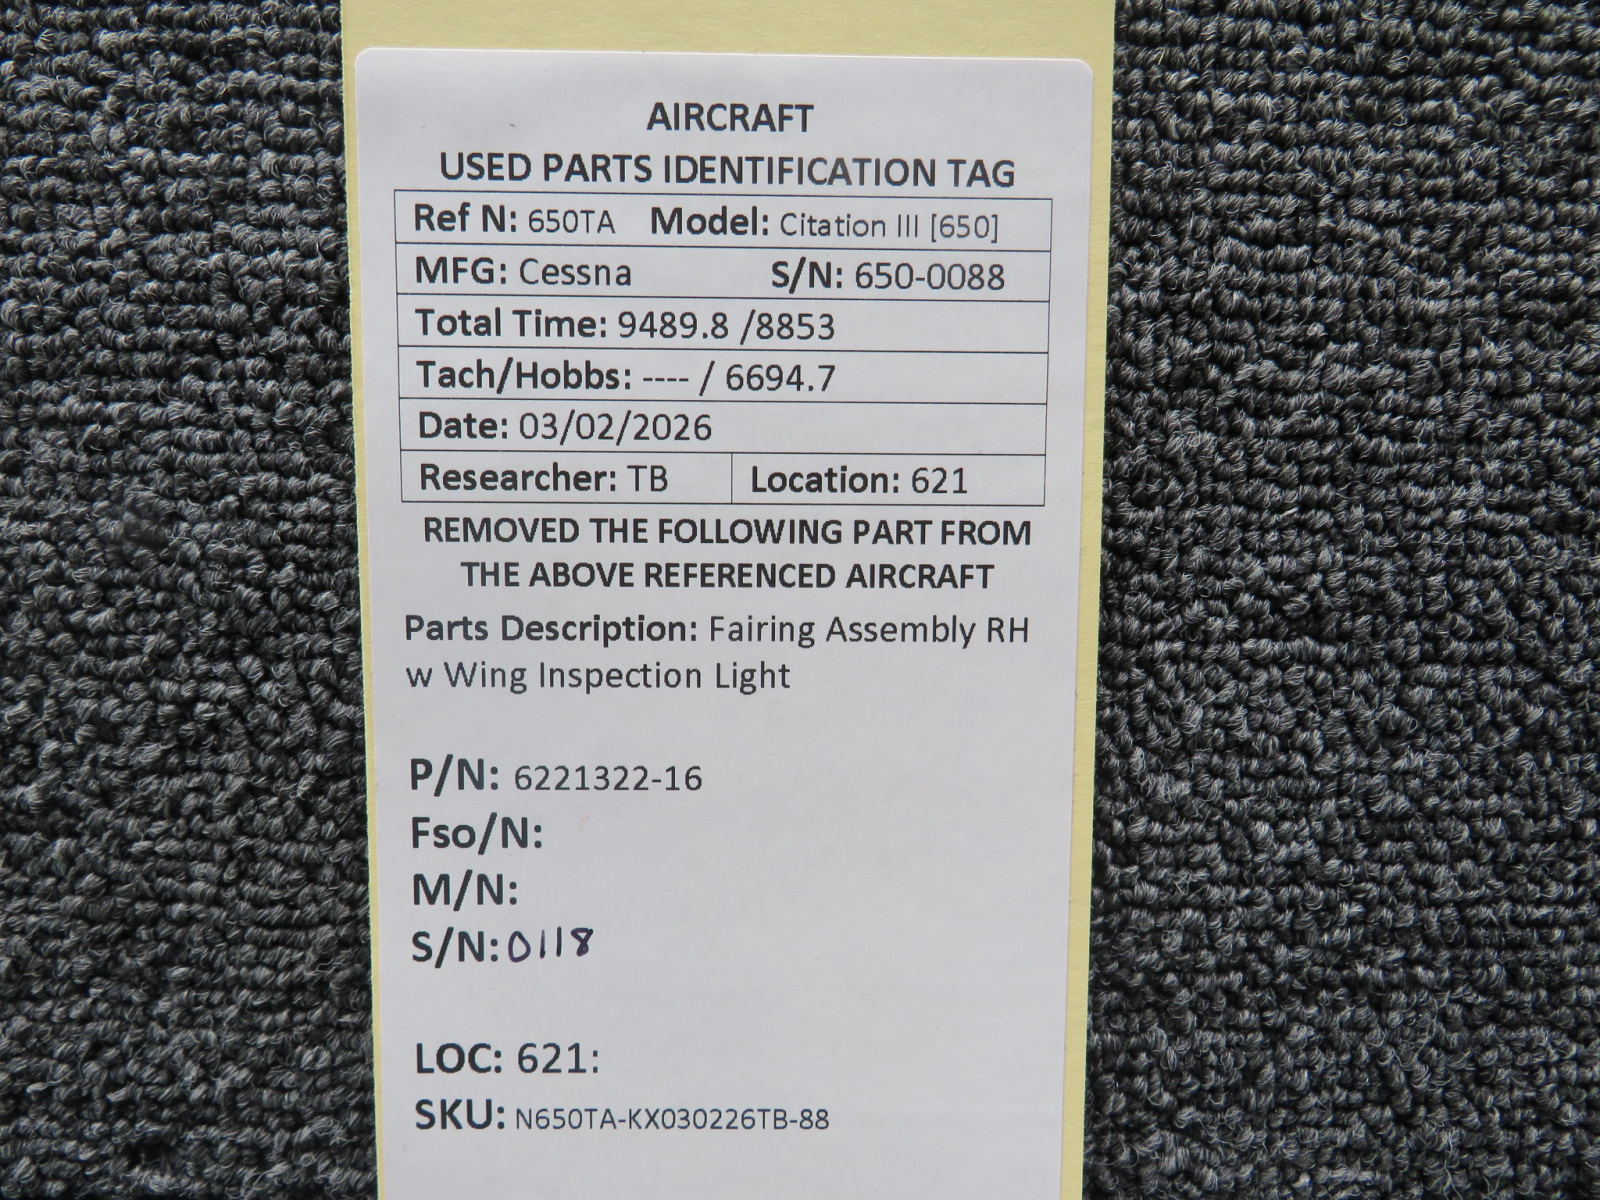 AIRCRAFT
USED PARTS IDENTIFICATION TAG
Ref N: 650TA Model: Citation III [650]
MFG: Cessna S/N: 650-0088
Total Time: 9489.8 /8853
Tach/Hobbs: ---- / 6694.7
Date: 03/02/2026
Researcher: TB Location: 621
REMOVED THE FOLLOWING PART FROM
THE ABOVE REFERENCED AIRCRAFT
Parts Description: Fairing Assembly RH
w Wing Inspection Light
P/N: 6221322-16
Fso/N:
M/N:
S/N: 0118
LOC: 621:
SKU: N650TA-KX030226TB-88